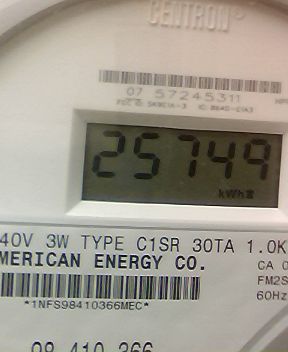 CENTRON®
07 57245311
25749
kWh
40V 3W TYPE C1SR 30TA 1.0K
MERICAN ENERGY CO.
CA 0
FM2S
60Hz
*1NFS98410366MEC*
98 410 366